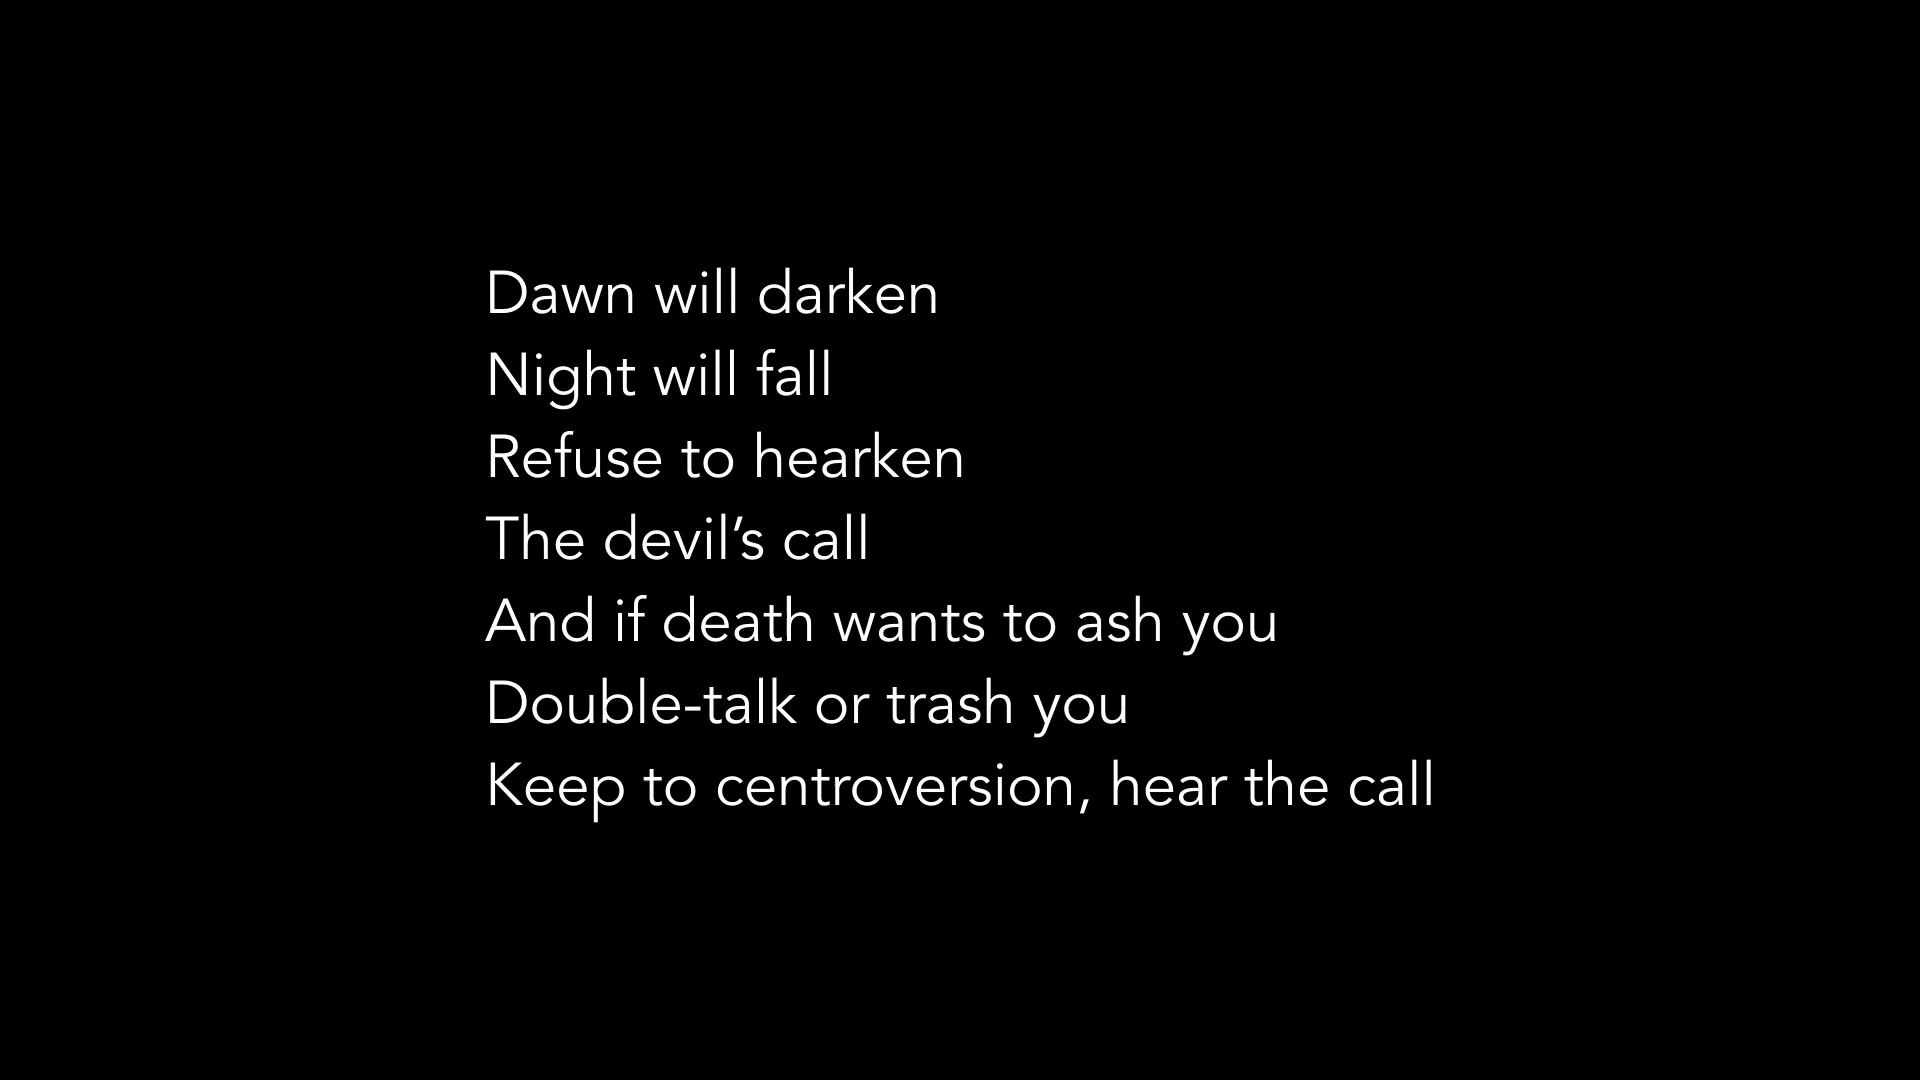 Dawn will darken
Night will fall
Refuse to hearken
The devil’s call
And if death wants to ash you
Double-talk or trash you
Keep to centroversion, hear the call